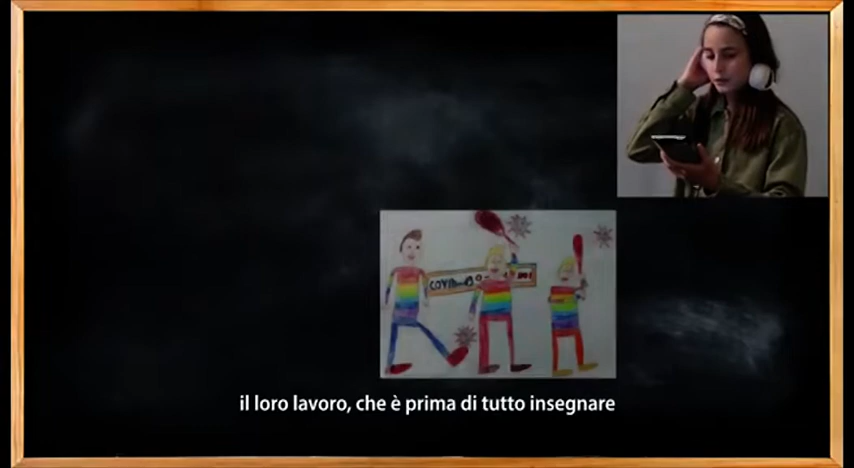 il loro lavoro, che è prima di tutto insegnare